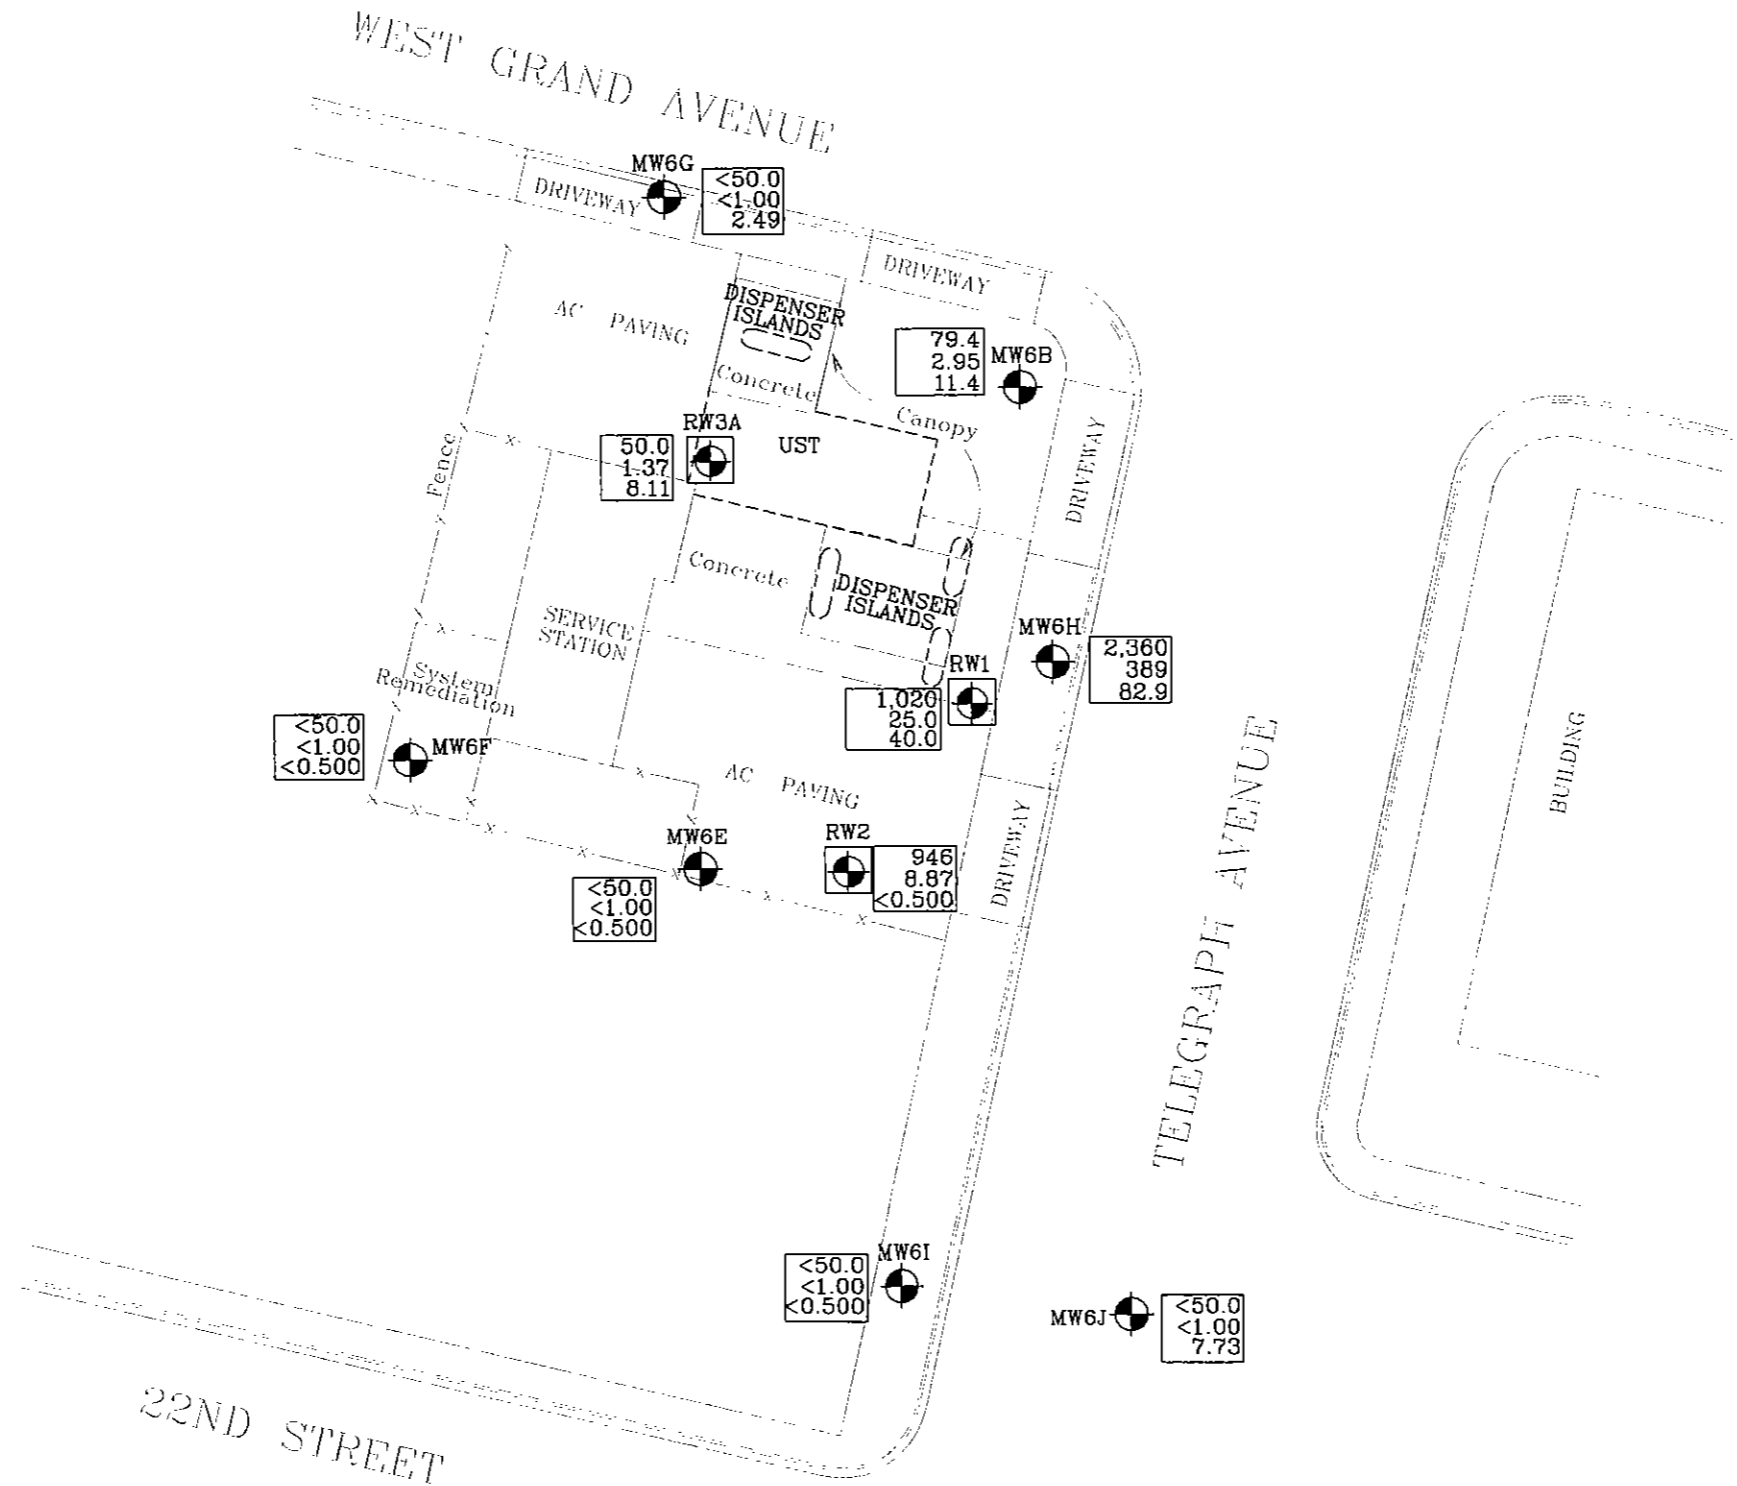 WEST GRAND AVENUE
MW6G
<50.0
<1.00
2.49
DRIVEWAY
DRIVEWAY
DISPENSER
ISLANDS
AC PAVING
79.4
2.95
11.4
MW6B
Concrete
Canopy
RW3A
UST
50.0
1.37
8.11
Fence
DRIVEWAY
Concrete
DISPENSER
ISLANDS
SERVICE
STATION
MW6H
2,360
389
82.9
RW1
1,020
25.0
40.0
System
Remediation
<50.0
<1.00
<0.500
MW6F
AC PAVING
BUILDING
MW6E
<50.0
<1.00
<0.500
RW2
946
8.87
<0.500
DRIVEWAY
TELEGRAPH AVENUE
MW6I
<50.0
<1.00
<0.500
MW6J
<50.0
<1.00
7.73
22ND STREET